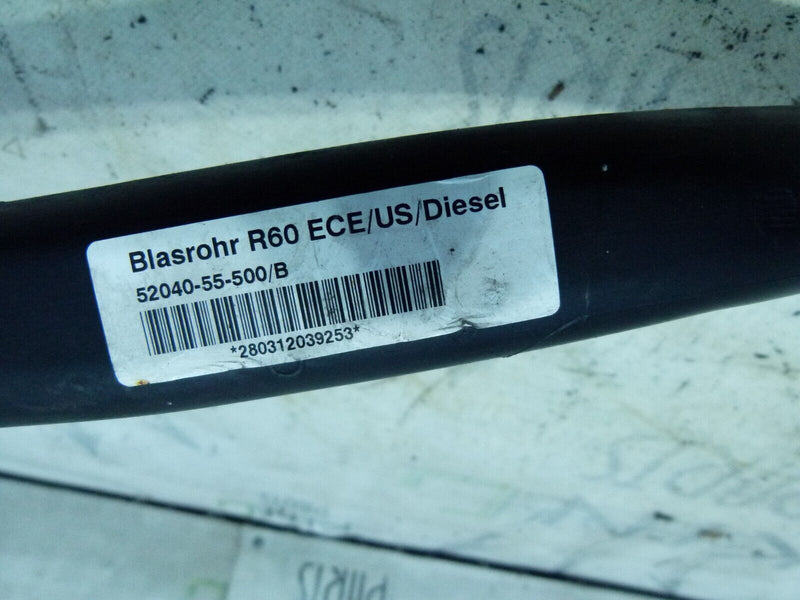 Blasrohr R60 ECE/US/Diesel
52040-55-500/B
*280312039253*